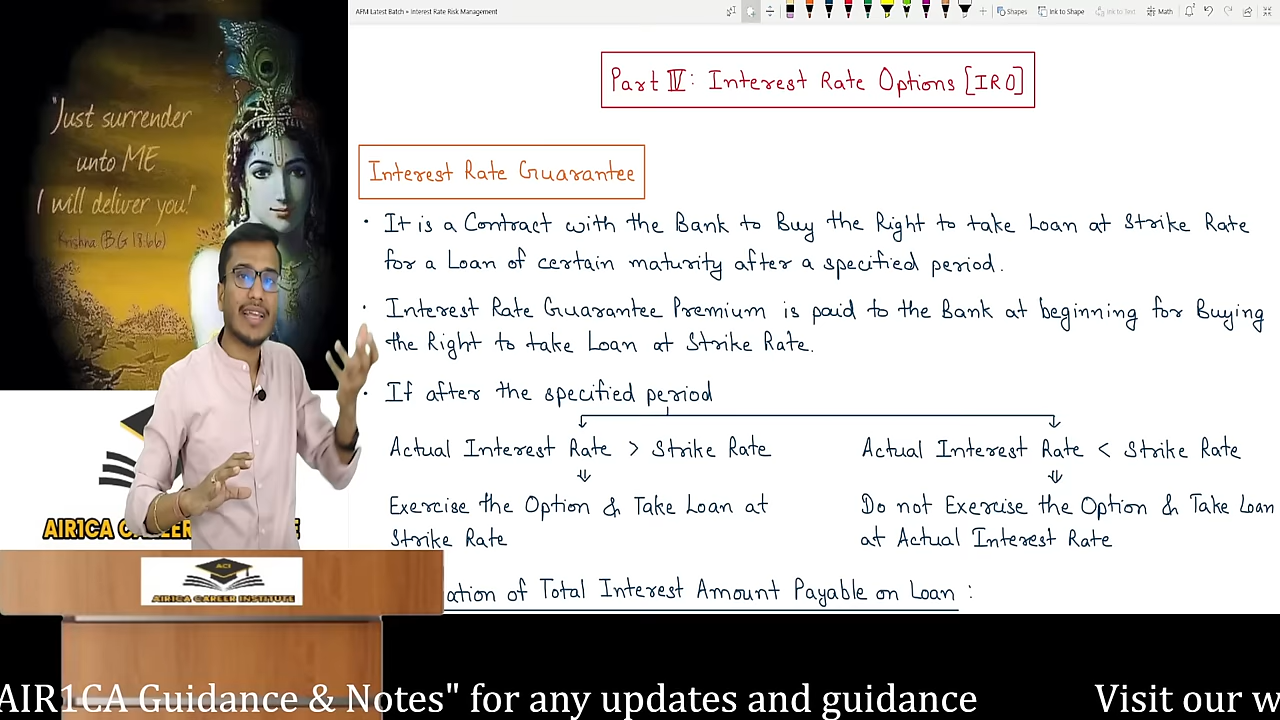 AFM Latest Batch » Interest Rate Risk Management
Shapes
Ink to Shape
Ink to Text
Math
Part IV: Interest Rate Options [IRO]
"Just surrender
unto ME
I will deliver you!"
- Krishna (BG 18:66)
Interest Rate Guarantee
• It is a Contract with the Bank to Buy the Right to take Loan at Strike Rate
for a Loan of certain maturity after a specified period.
• Interest Rate Guarantee Premium is paid to the Bank at beginning for Buying
the Right to take Loan at Strike Rate.
• If after the specified period
Actual Interest Rate > Strike Rate
Actual Interest Rate < Strike Rate
Exercise the Option & Take Loan at
Strike Rate
Do not Exercise the Option & Take Loan
at Actual Interest Rate
ation of Total Interest Amount Payable on Loan :
AIR1CA CAREER
ACI
AIR1CA CAREER INSTITUTE
AIR1CA Guidance & Notes" for any updates and guidance
Visit our w